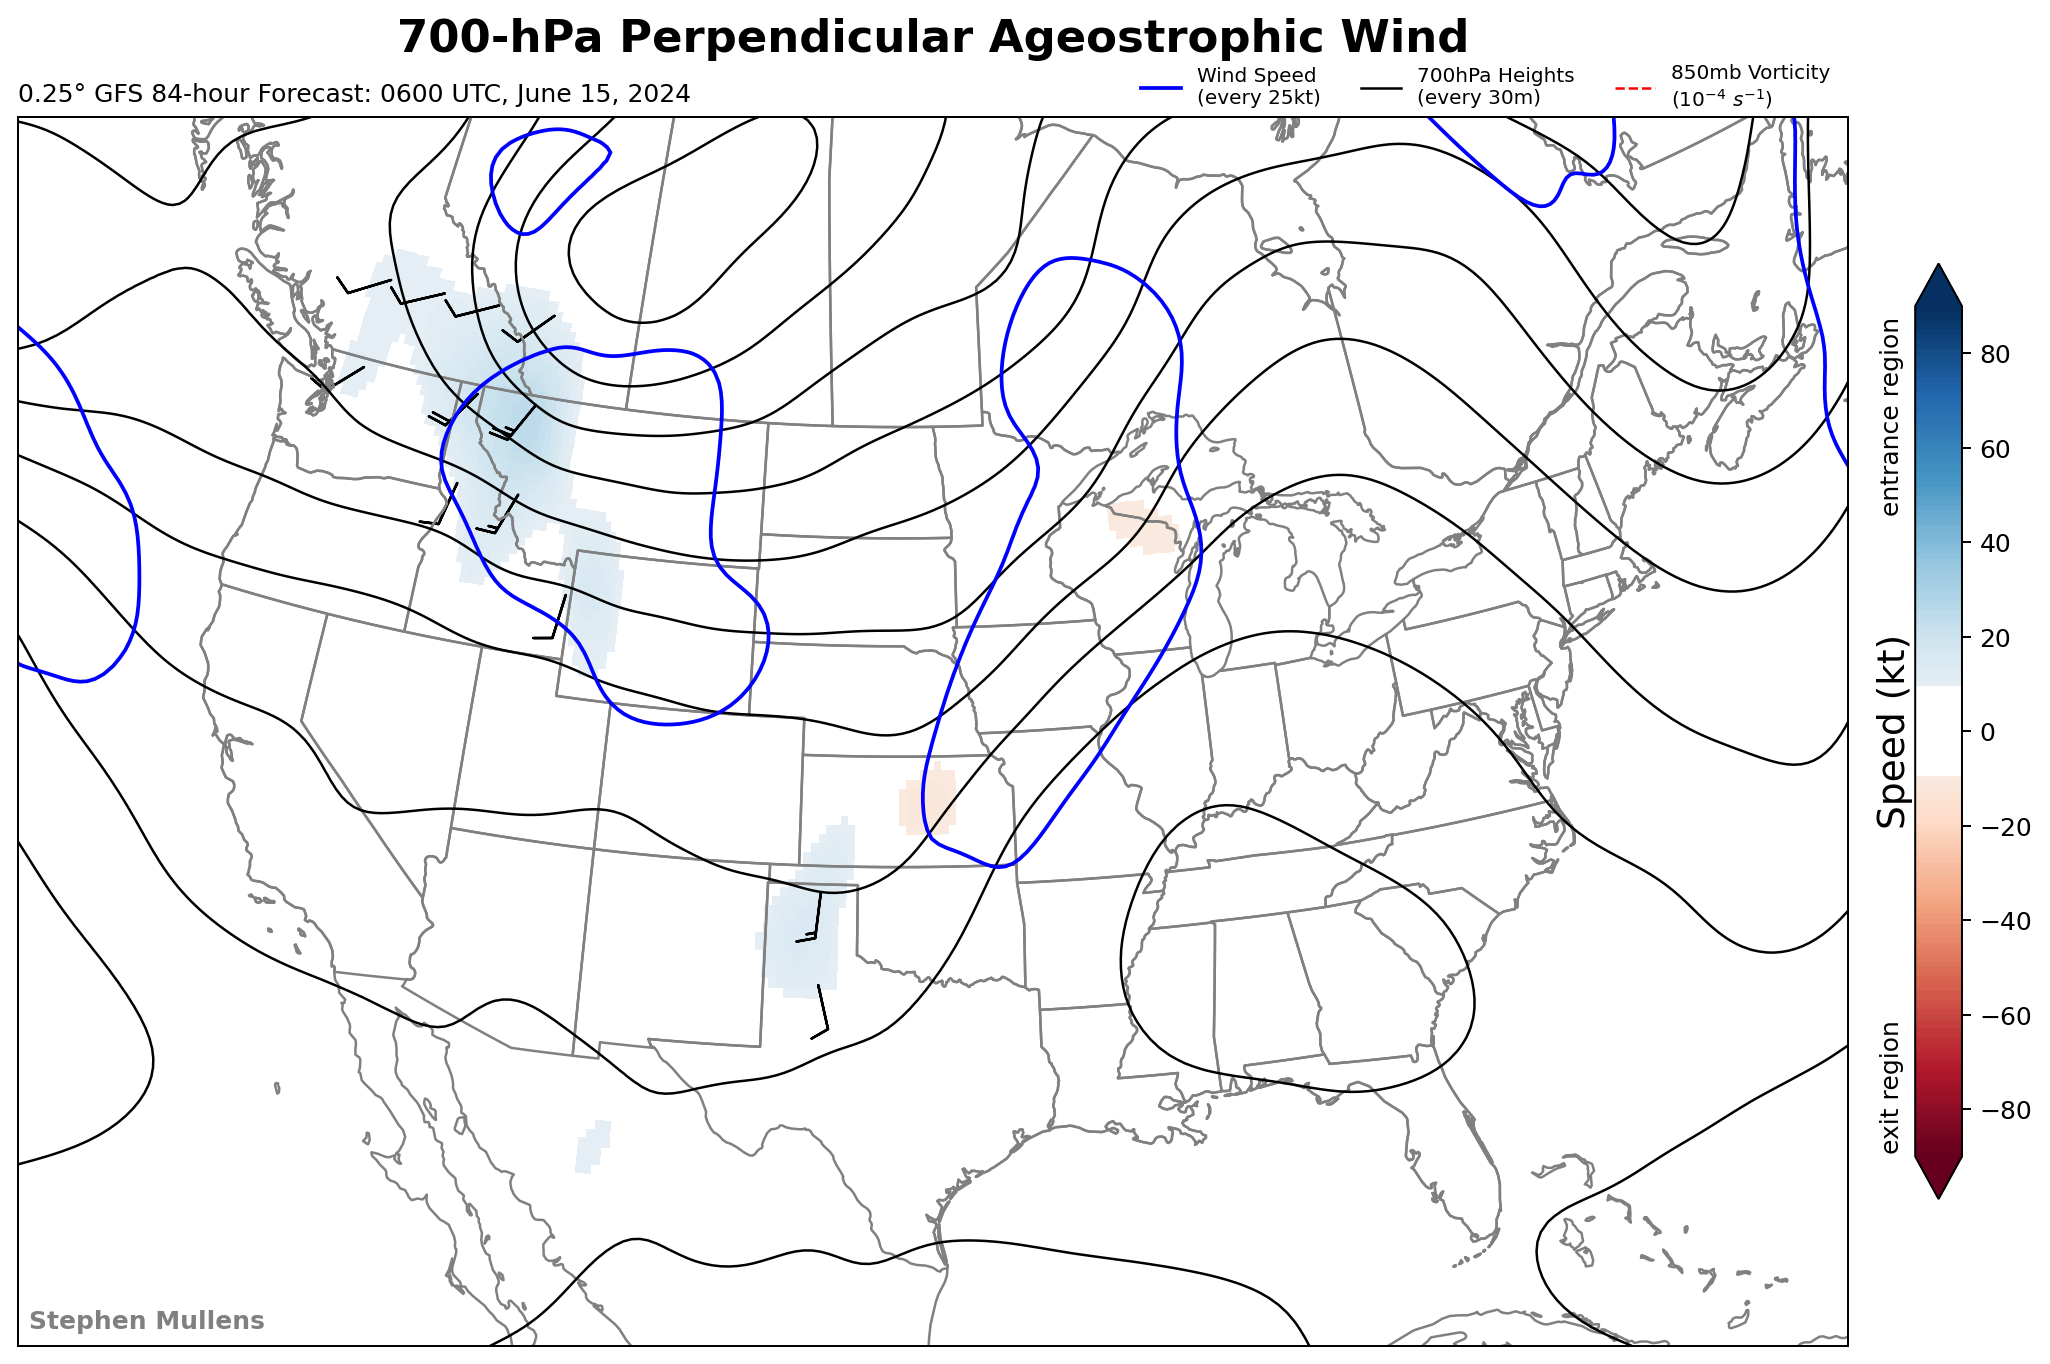 700-hPa Perpendicular Ageostrophic Wind
0.25° GFS 84-hour Forecast: 0600 UTC, June 15, 2024
Wind Speed
(every 25kt)
700hPa Heights
(every 30m)
850mb Vorticity
(10⁻⁴ s⁻¹)
entrance region
Speed (kt)
exit region
80
60
40
20
0
−20
−40
−60
−80
Stephen Mullens